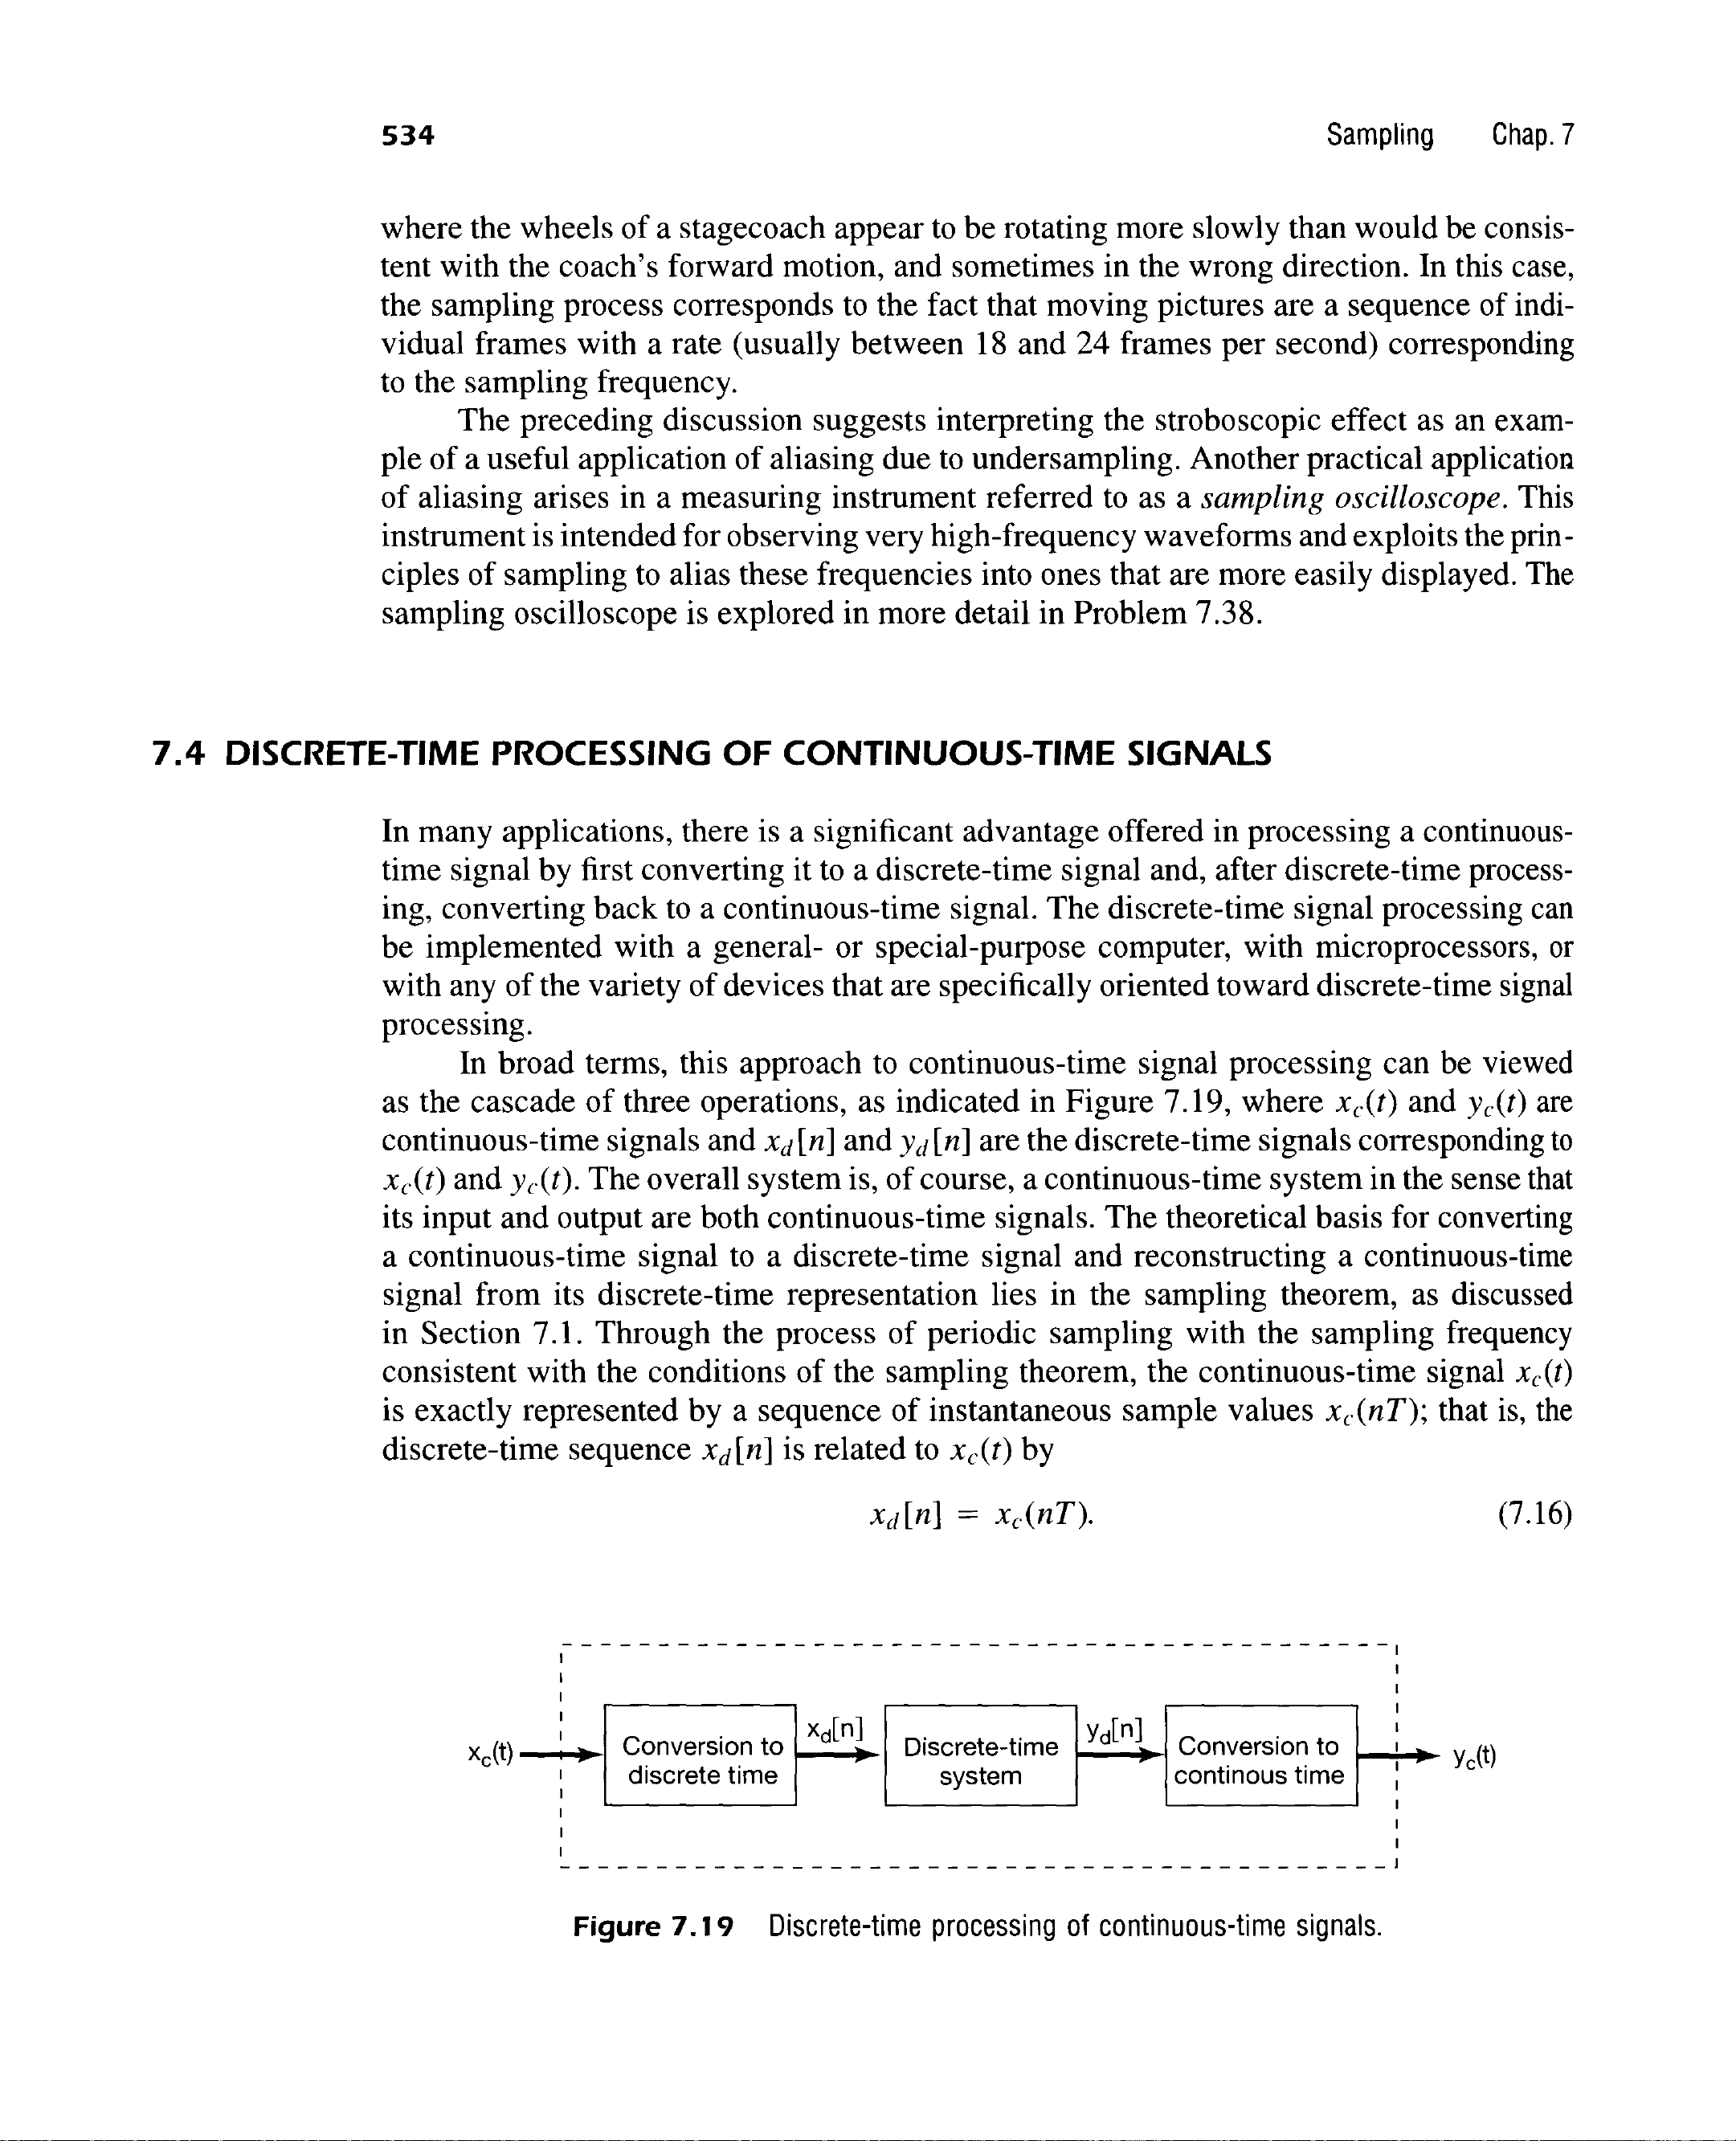 534 Sampling Chap. 7
where the wheels of a stagecoach appear to be rotating more slowly than would be consis-
tent with the coach's forward motion, and sometimes in the wrong direction. In this case,
the sampling process corresponds to the fact that moving pictures are a sequence of indi-
vidual frames with a rate (usually between 18 and 24 frames per second) corresponding
to the sampling frequency.
The preceding discussion suggests interpreting the stroboscopic effect as an exam-
ple of a useful application of aliasing due to undersampling. Another practical application
of aliasing arises in a measuring instrument referred to as a sampling oscilloscope. This
instrument is intended for observing very high-frequency waveforms and exploits the prin-
ciples of sampling to alias these frequencies into ones that are more easily displayed. The
sampling oscilloscope is explored in more detail in Problem 7.38.
7.4 DISCRETE-TIME PROCESSING OF CONTINUOUS-TIME SIGNALS
In many applications, there is a significant advantage offered in processing a continuous-
time signal by first converting it to a discrete-time signal and, after discrete-time process-
ing, converting back to a continuous-time signal. The discrete-time signal processing can
be implemented with a general- or special-purpose computer, with microprocessors, or
with any of the variety of devices that are specifically oriented toward discrete-time signal
processing.
In broad terms, this approach to continuous-time signal processing can be viewed
as the cascade of three operations, as indicated in Figure 7.19, where x_c(t) and y_c(t) are
continuous-time signals and x_d[n] and y_d[n] are the discrete-time signals corresponding to
x_c(t) and y_c(t). The overall system is, of course, a continuous-time system in the sense that
its input and output are both continuous-time signals. The theoretical basis for converting
a continuous-time signal to a discrete-time signal and reconstructing a continuous-time
signal from its discrete-time representation lies in the sampling theorem, as discussed
in Section 7.1. Through the process of periodic sampling with the sampling frequency
consistent with the conditions of the sampling theorem, the continuous-time signal x_c(t)
is exactly represented by a sequence of instantaneous sample values x_c(nT); that is, the
discrete-time sequence x_d[n] is related to x_c(t) by
x_d[n] = x_c(nT). (7.16)
x_c(t)
Conversion to
discrete time
x_d[n]
Discrete-time
system
y_d[n]
Conversion to
continous time
y_c(t)
Figure 7.19 Discrete-time processing of continuous-time signals.